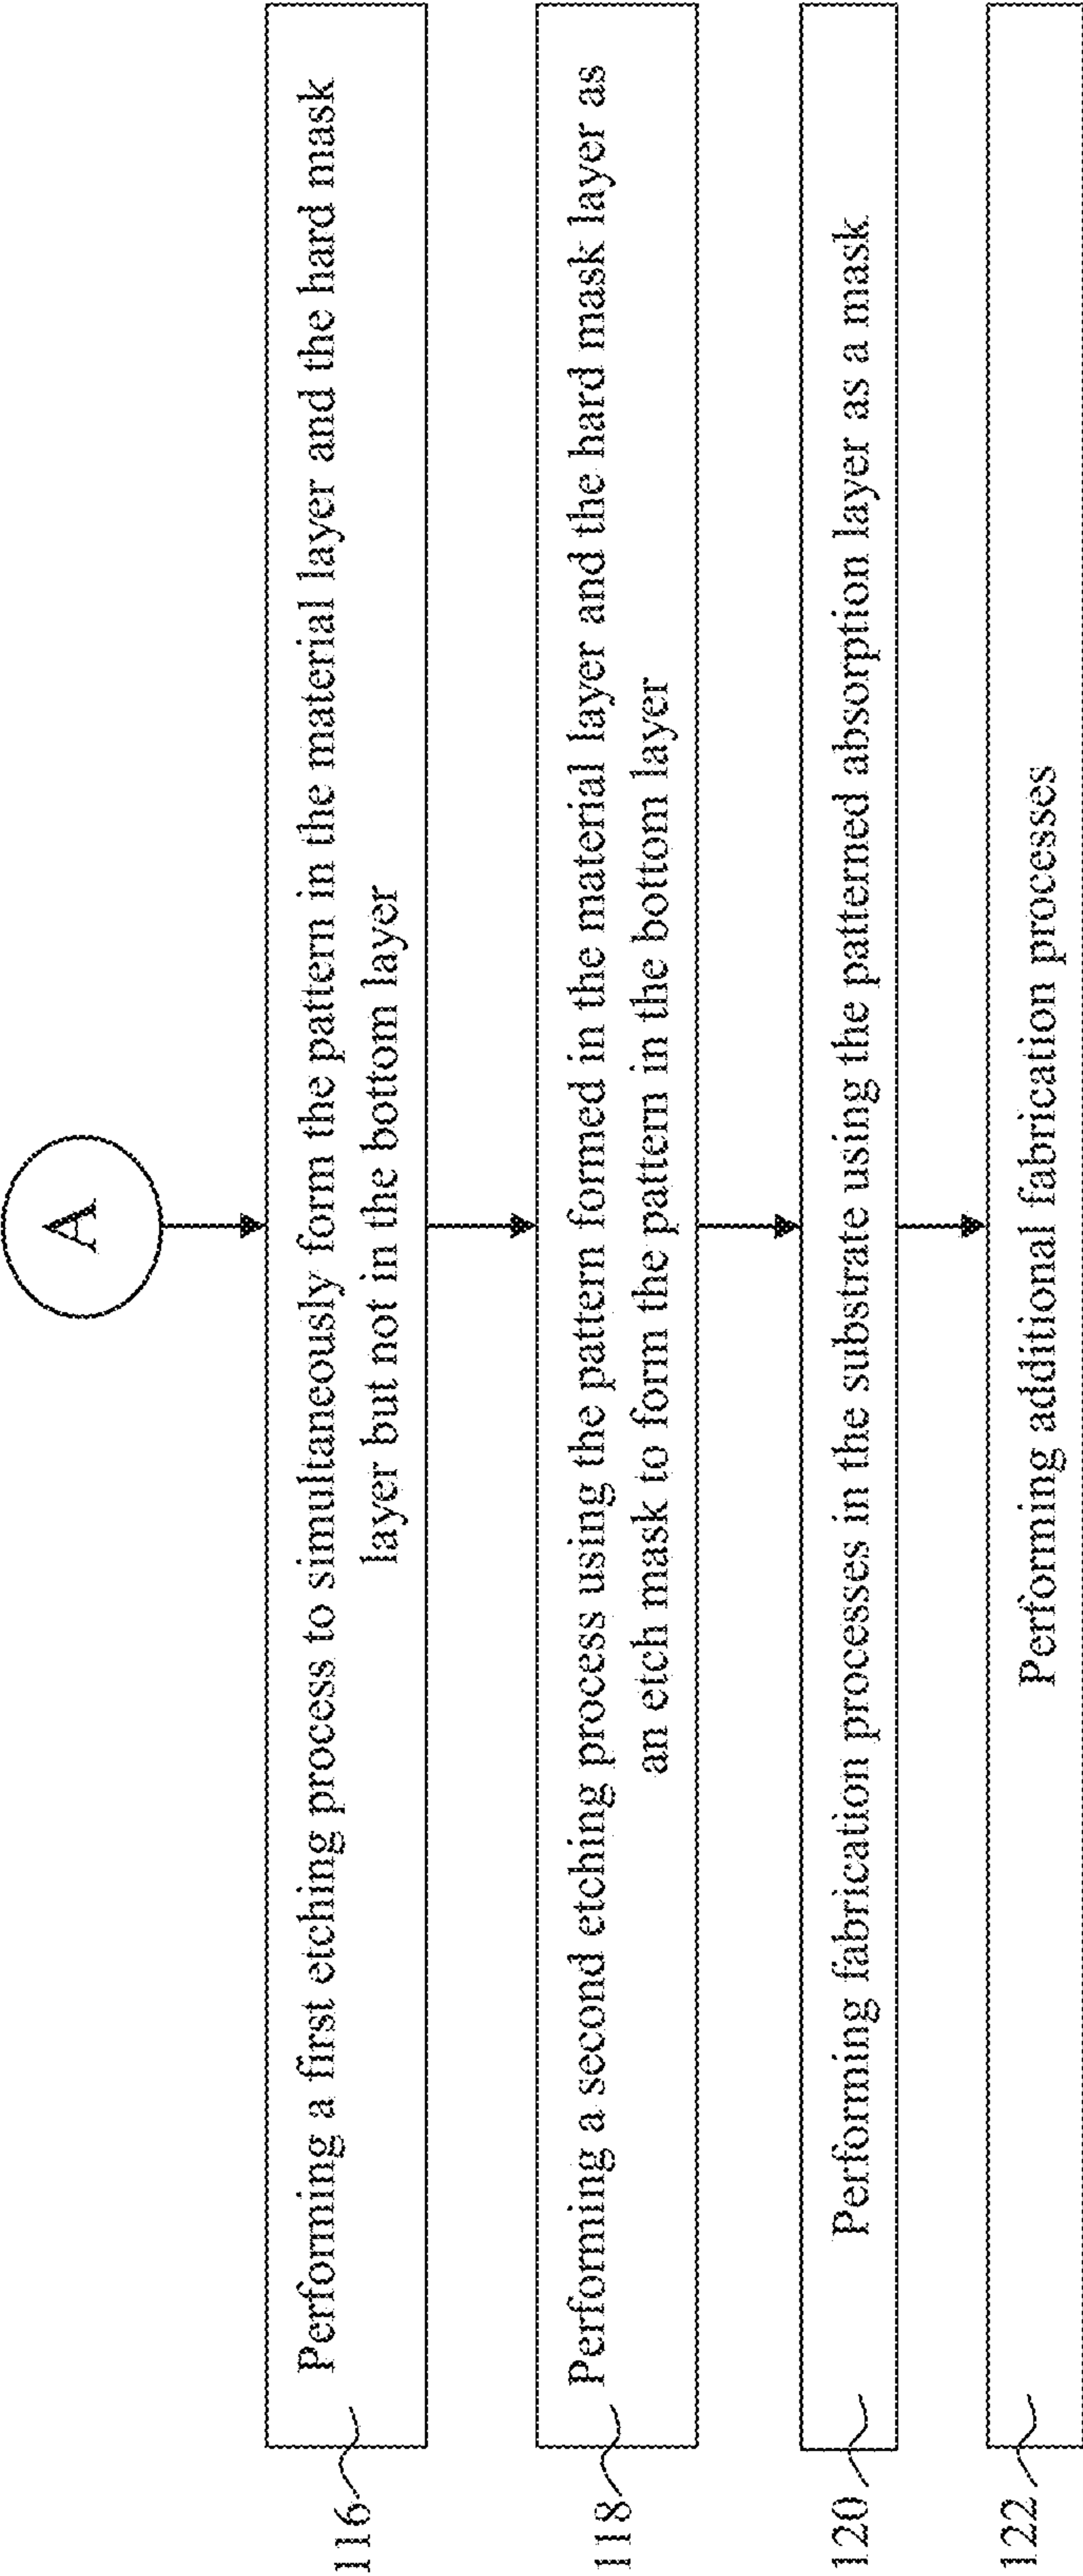 A
116
Performing a first etching process to simultaneously form the pattern in the material layer and the hard mask
layer but not in the bottom layer
118
Performing a second etching process using the pattern formed in the material layer and the hard mask layer as
an etch mask to form the pattern in the bottom layer
120
Performing fabrication processes in the substrate using the patterned absorption layer as a mask
122
Performing additional fabrication processes